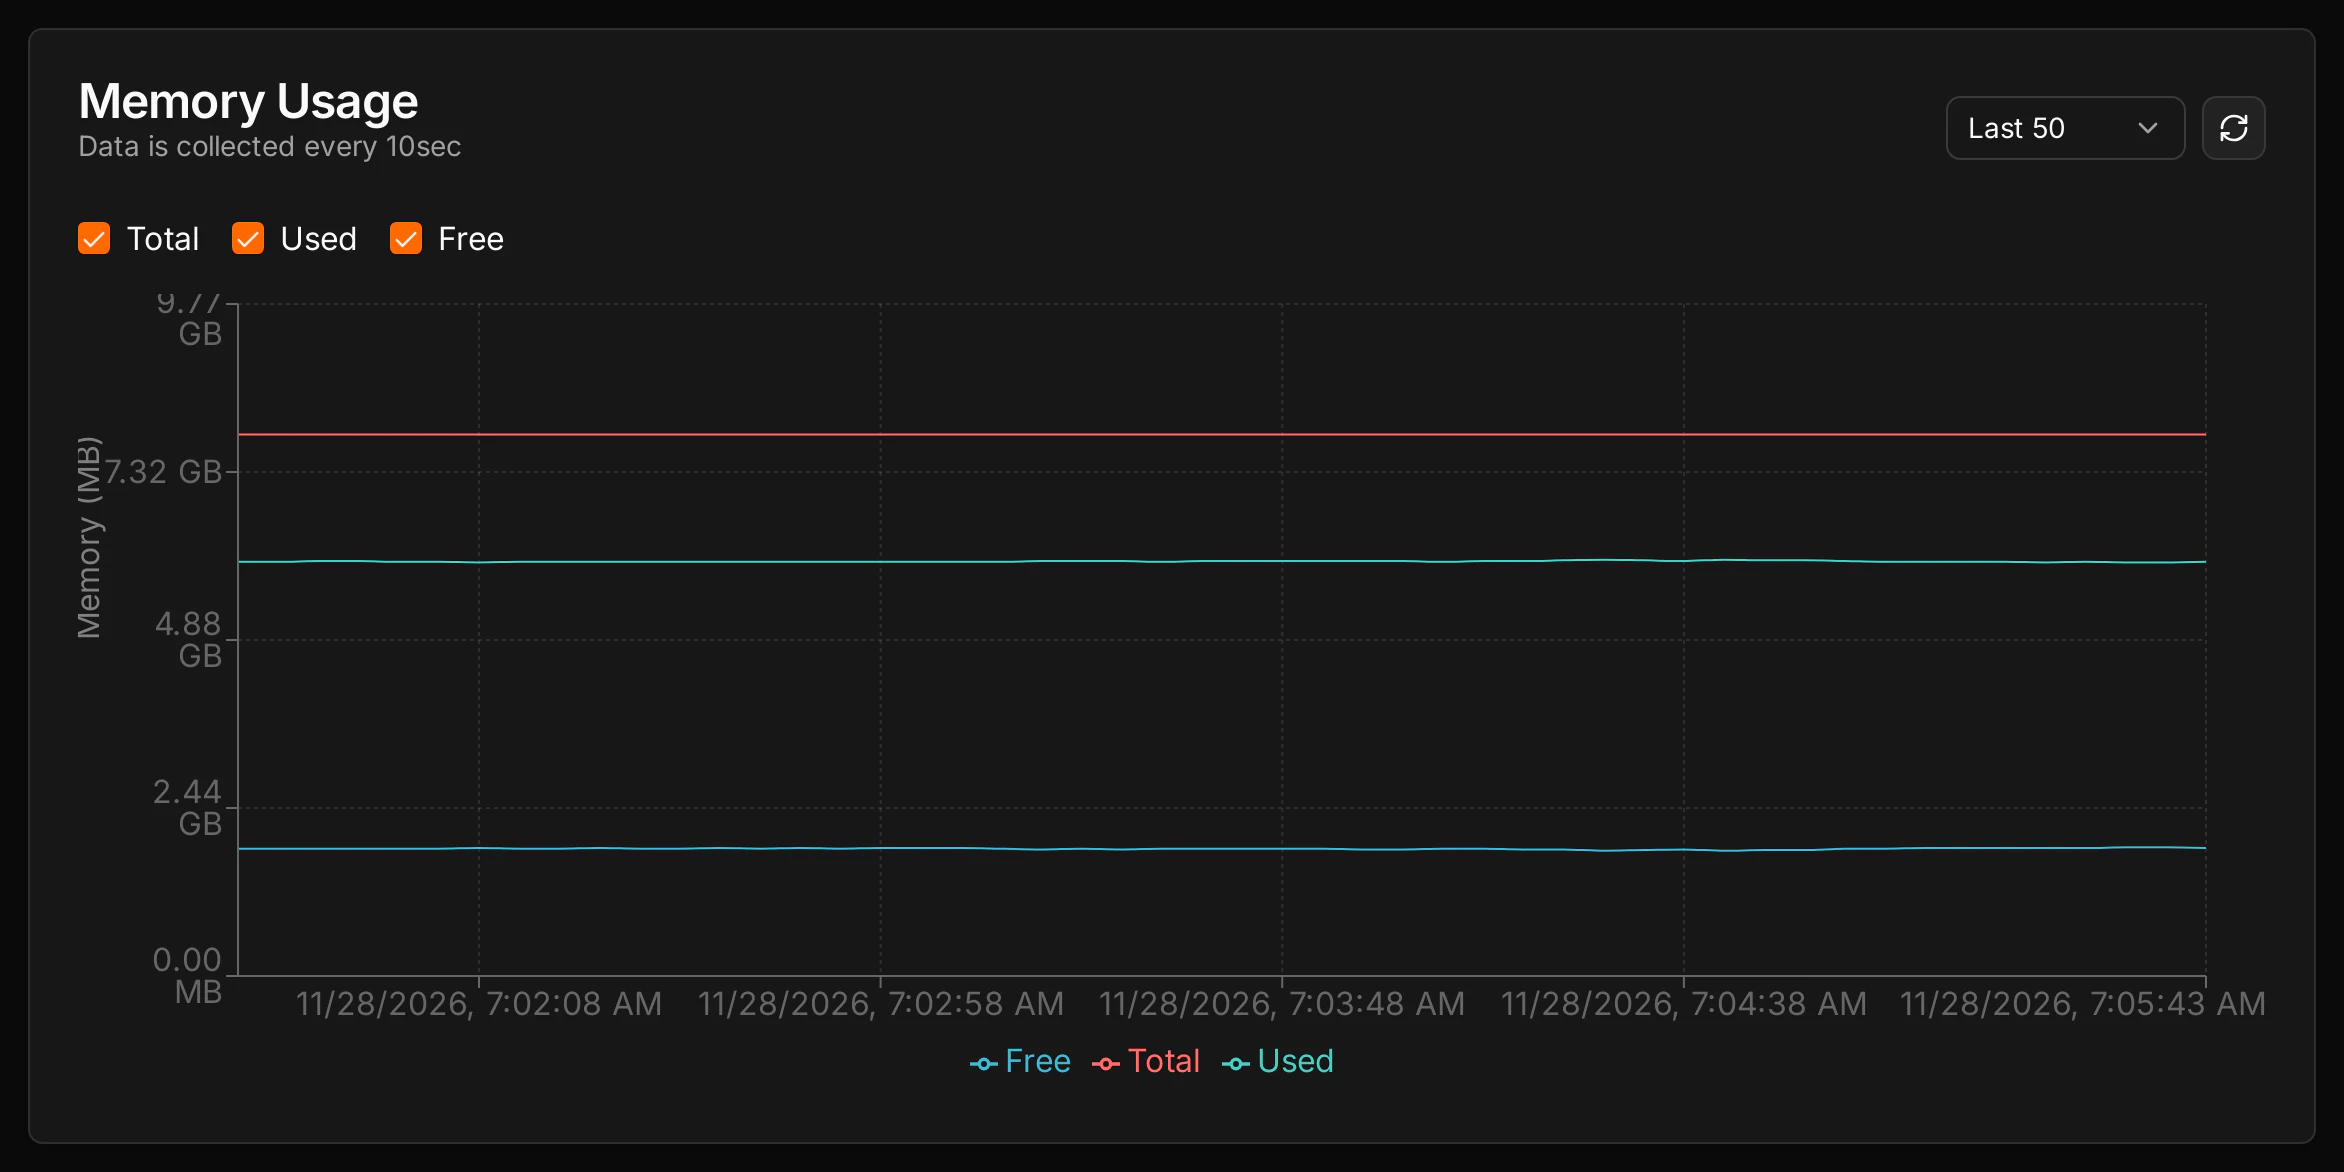 Memory Usage
Data is collected every 10sec
Last 50
Total
Used
Free
Memory (MB)
9.77
GB
7.32 GB
4.88
GB
2.44
GB
0.00
MB
11/28/2026, 7:02:08 AM
11/28/2026, 7:02:58 AM
11/28/2026, 7:03:48 AM
11/28/2026, 7:04:38 AM
11/28/2026, 7:05:43 AM
Free
Total
Used